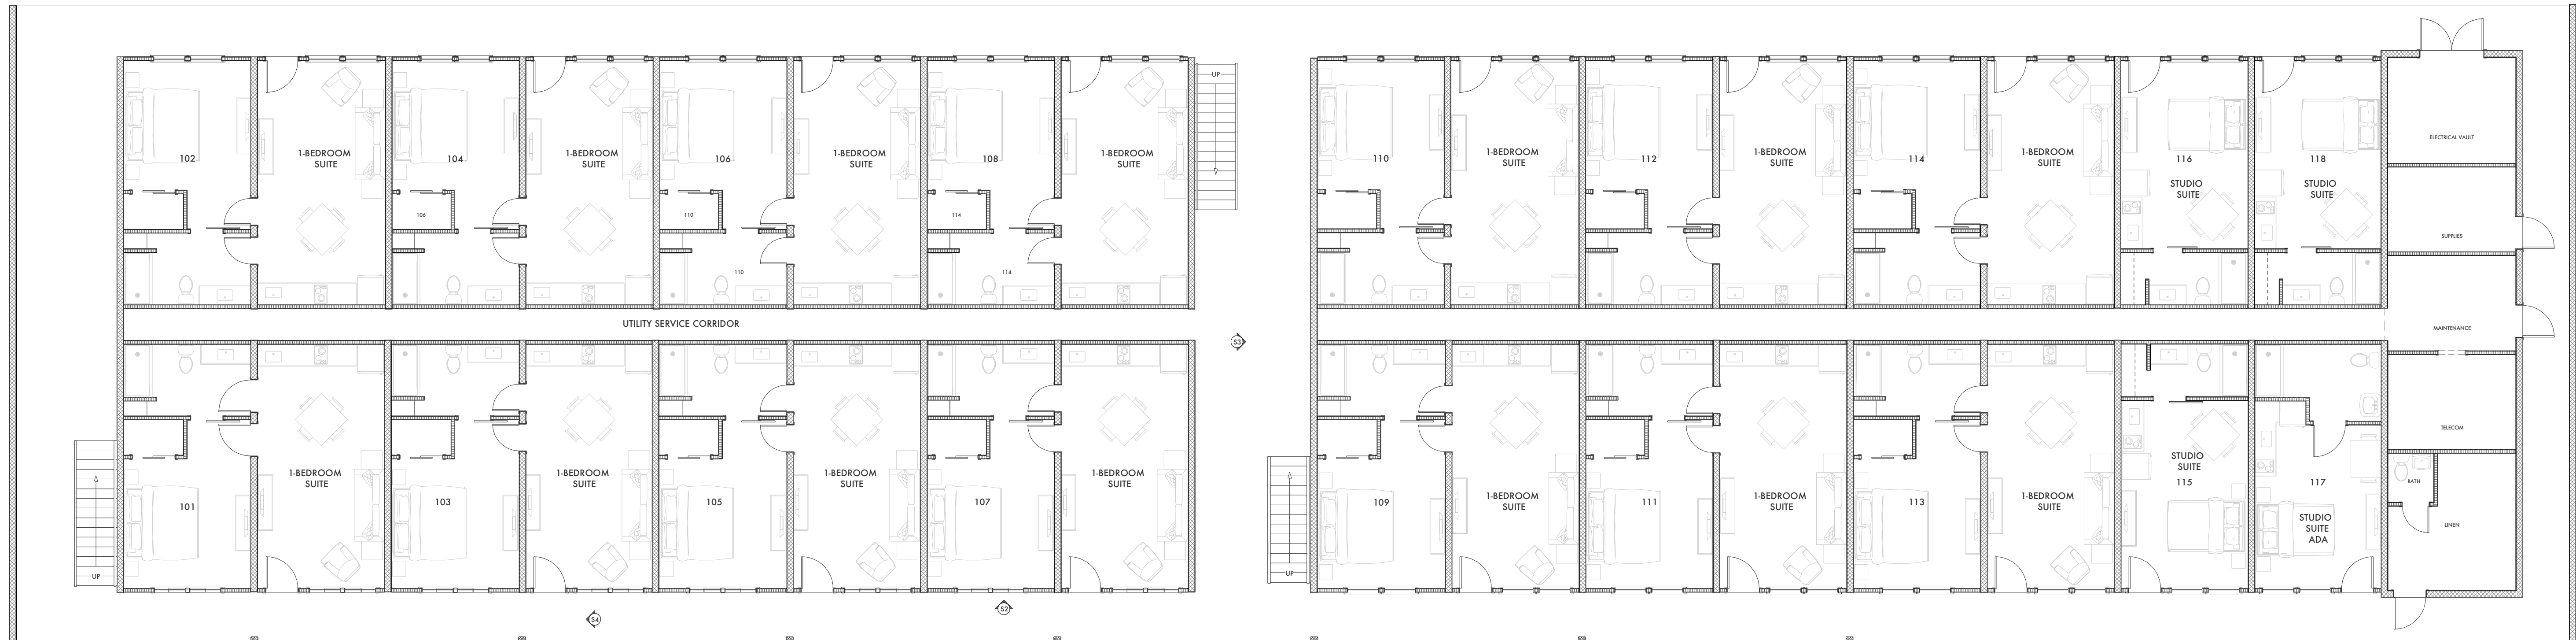 UP
102
1-BEDROOM
SUITE
104
1-BEDROOM
SUITE
106
1-BEDROOM
SUITE
108
1-BEDROOM
SUITE
110
1-BEDROOM
SUITE
112
1-BEDROOM
SUITE
114
1-BEDROOM
SUITE
116
STUDIO
SUITE
118
STUDIO
SUITE
ELECTRICAL VAULT
106
110
114
110
114
SUPPLIES
UTILITY SERVICE CORRIDOR
MAINTENANCE
S3
TELECOM
101
1-BEDROOM
SUITE
103
1-BEDROOM
SUITE
105
1-BEDROOM
SUITE
107
1-BEDROOM
SUITE
109
1-BEDROOM
SUITE
111
1-BEDROOM
SUITE
113
1-BEDROOM
SUITE
STUDIO
SUITE
115
117
STUDIO
SUITE
ADA
BATH
LINEN
UP
UP
S4
S2